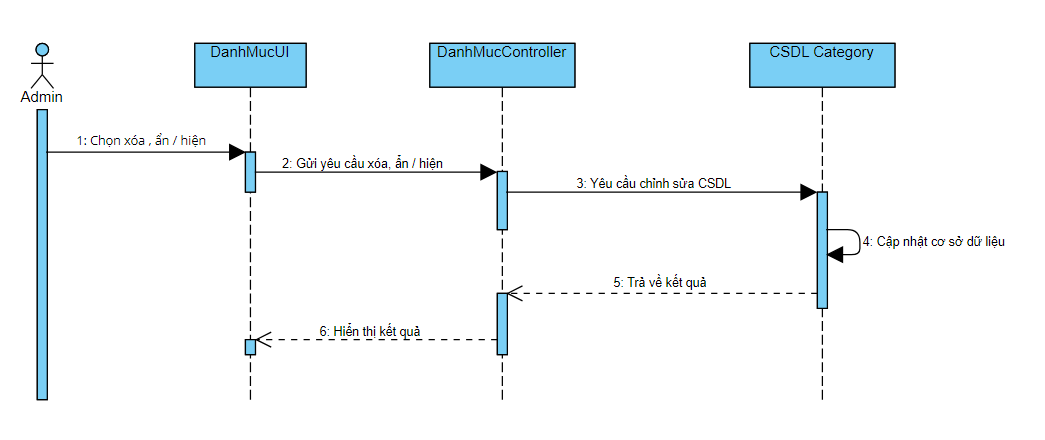 DanhMucUI
DanhMucController
CSDL Category
Admin
1: Chọn xóa , ẩn / hiện
2: Gửi yêu cầu xóa, ẩn / hiện
3: Yêu cầu chỉnh sửa CSDL
4: Cập nhật cơ sở dữ liệu
5: Trả về kết quả
6: Hiển thị kết quả